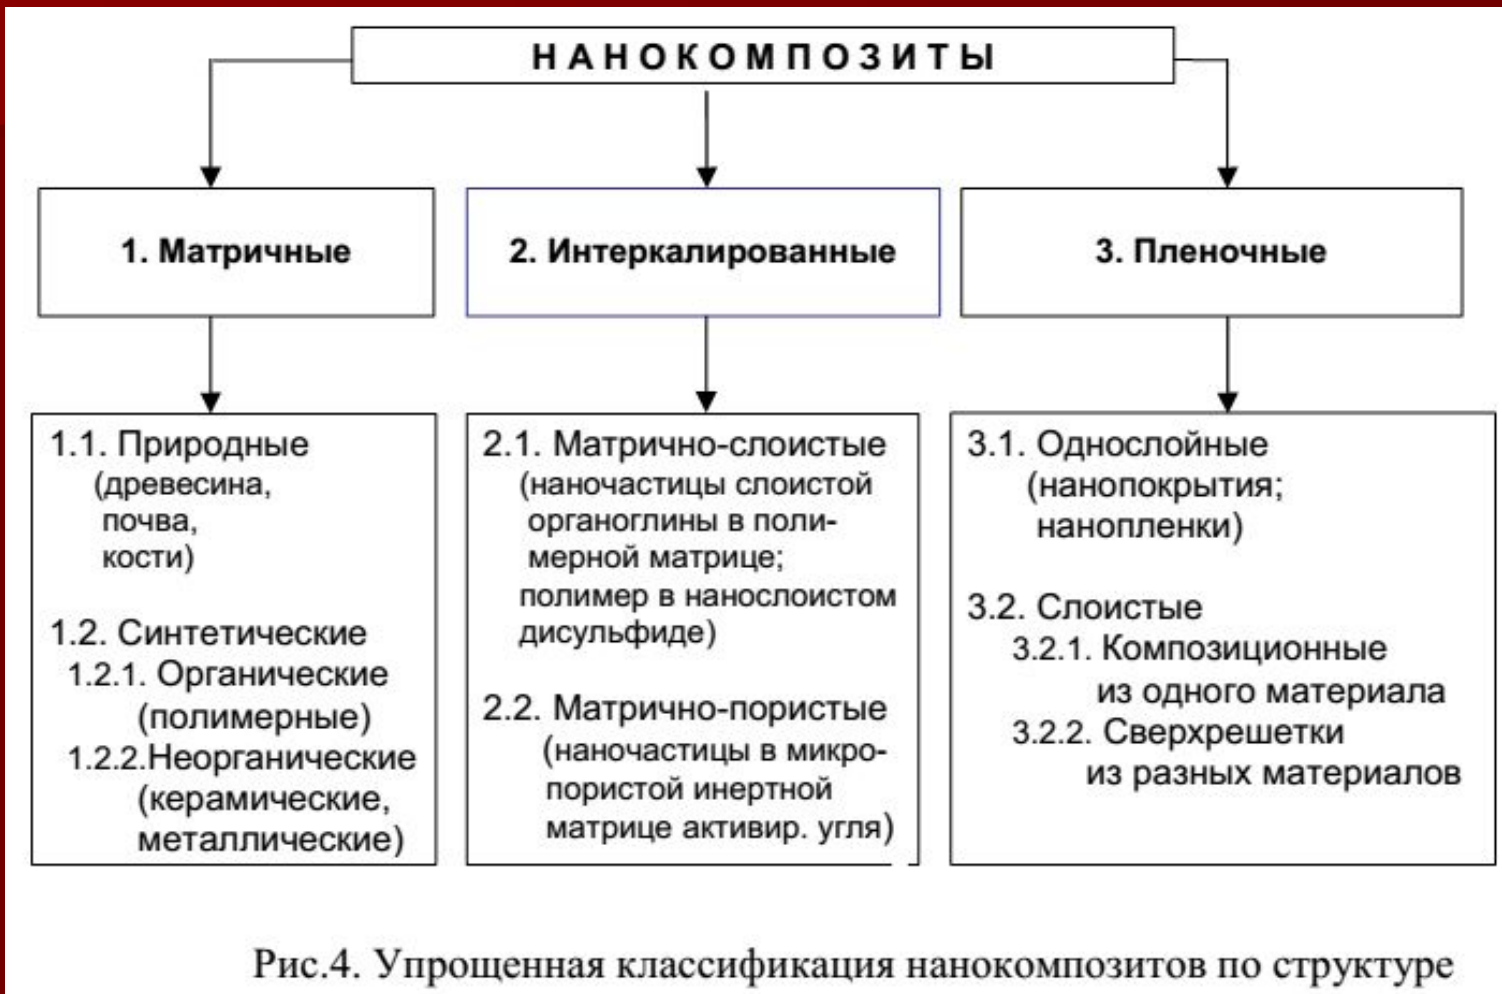 НАНОКОМПОЗИТЫ
1. Матричные
2. Интеркалированные
3. Пленочные
1.1. Природные
(древесина,
почва,
кости)
1.2. Синтетические
1.2.1. Органические
(полимерные)
1.2.2.Неорганические
(керамические,
металлические)
2.1. Матрично-слоистые
(наночастицы слоистой
органоглины в поли-
мерной матрице;
полимер в нанослоистом
дисульфиде)
2.2. Матрично-пористые
(наночастицы в микро-
пористой инертной
матрице активир. угля)
3.1. Однослойные
(нанопокрытия;
нанопленки)
3.2. Слоистые
3.2.1. Композиционные
из одного материала
3.2.2. Сверхрешетки
из разных материалов
Рис.4. Упрощенная классификация нанокомпозитов по структуре